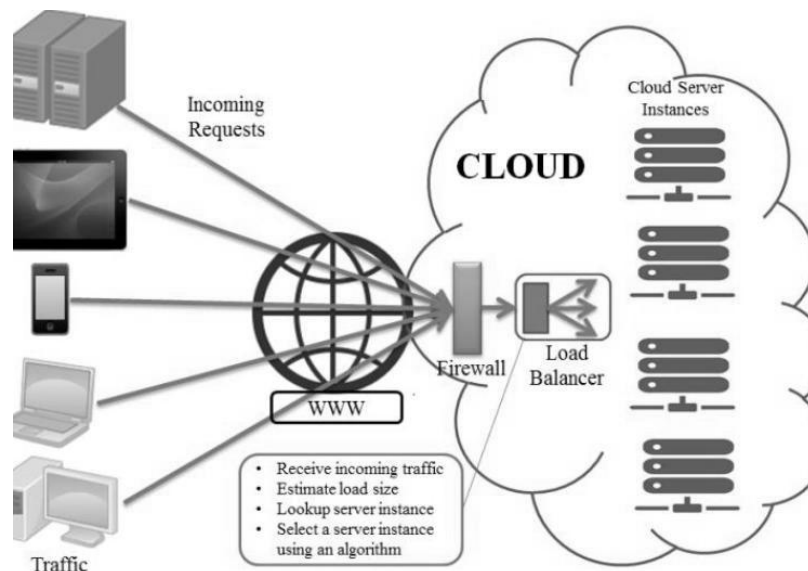 Incoming
Requests
Cloud Server
Instances
CLOUD
Firewall
Load
Balancer
WWW
• Receive incoming traffic
• Estimate load size
• Lookup server instance
• Select a server instance
using an algorithm
Traffic